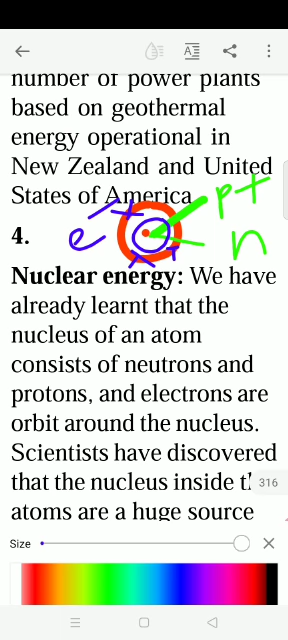 number of power plants
based on geothermal
energy operational in
New Zealand and United
States of America
p+
e-
n
4.
Nuclear energy: We have
already learnt that the
nucleus of an atom
consists of neutrons and
protons, and electrons are
orbit around the nucleus.
Scientists have discovered
that the nucleus inside
316
atoms are a huge source
Size